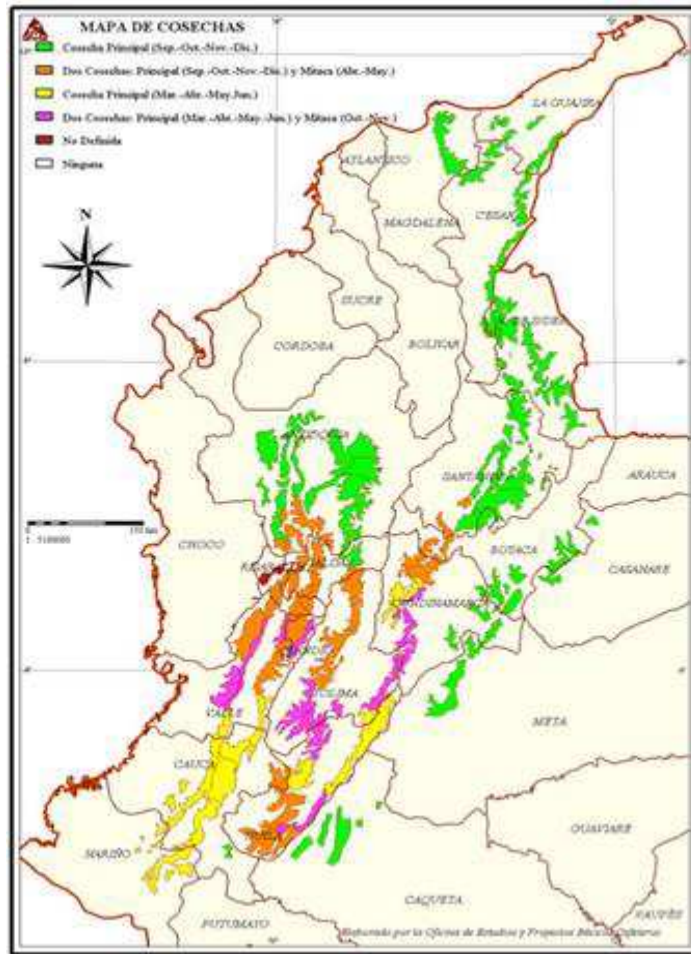 MAPA DE COSECHAS
Cosecha Principal (Sep.-Oct.-Nov.-Dic.)
Dos Cosechas: Principal (Sep.-Oct.-Nov.-Dic.) y Mitaca (Abr.-May.)
Cosecha Principal (Mar.-Abr.-May.Jun.)
Dos Cosechas: Principal (Mar.-Abr.-May.-Jun.) y Mitaca (Oct.-Nov.)
No Definida
Ninguna
N
LA GUAJIRA
ATLANTICO
MAGDALENA
CESAR
SUCRE
CORDOBA
BOLIVAR
ARAUCA
CHOCO
BOYACA
CASANARE
CUNDINAMARCA
TOLIMA
VALLE
META
CAUCA
GUAVIARE
NARIÑO
CAQUETA
VAUPÉS
PUTUMAYO
Elaborado por la Oficina de Estudios y Proyectos Básicos Cafeteros